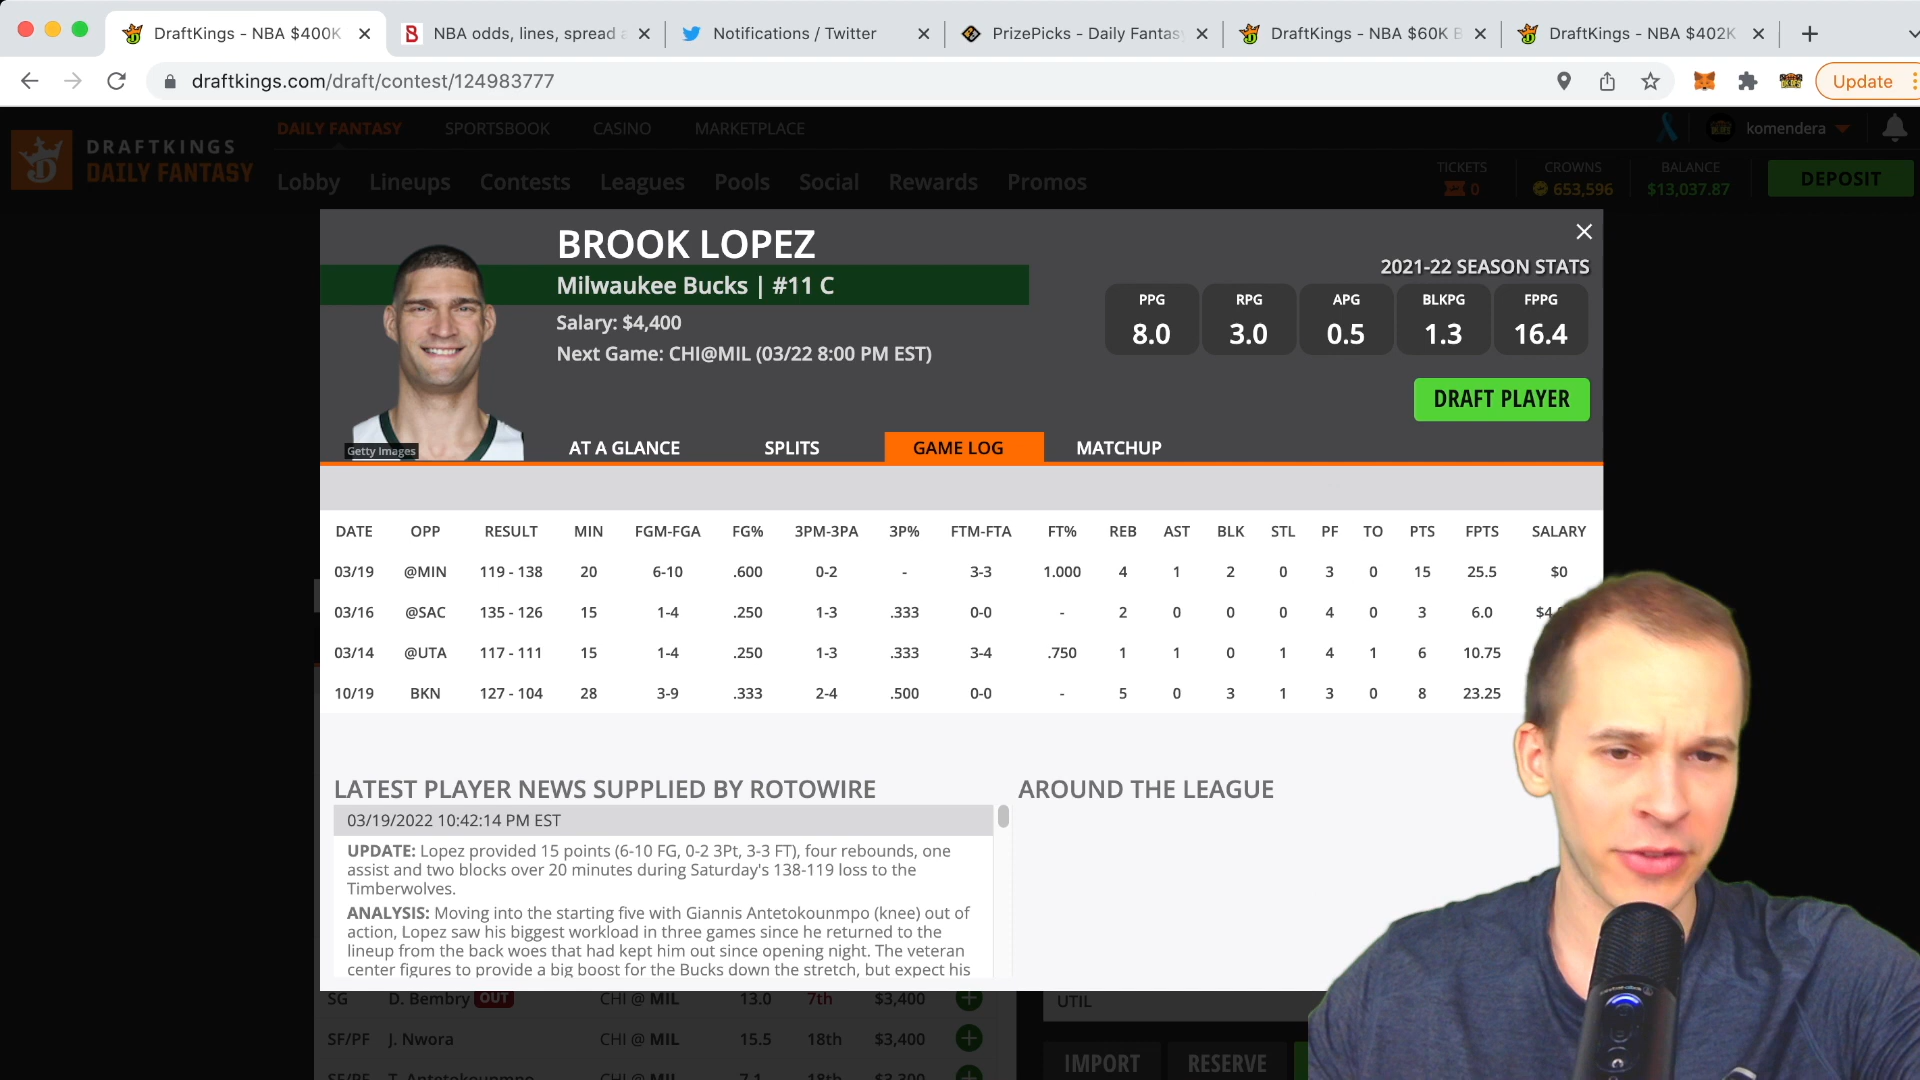 DraftKings - NBA $400K
NBA odds, lines, spread a
Notifications / Twitter
PrizePicks - Daily Fantasy
DraftKings - NBA $60K B
DraftKings - NBA $402K
draftkings.com/draft/contest/124983777
Update
DRAFTKINGS
DAILY FANTASY
DAILY FANTASY SPORTSBOOK CASINO MARKETPLACE
komendera
Lobby Lineups Contests Leagues Pools Social Rewards Promos
TICKETS
0
CROWNS
653,596
BALANCE
$13,037.87
DEPOSIT
BROOK LOPEZ
Milwaukee Bucks | #11 C
Salary: $4,400
Next Game: CHI@MIL (03/22 8:00 PM EST)
Getty Images
2021-22 SEASON STATS
PPG RPG APG BLKPG FPPG
8.0 3.0 0.5 1.3 16.4
DRAFT PLAYER
AT A GLANCE SPLITS GAME LOG MATCHUP
DATE OPP RESULT MIN FGM-FGA FG% 3PM-3PA 3P% FTM-FTA FT% REB AST BLK STL PF TO PTS FPTS SALARY
03/19 @MIN 119 - 138 20 6-10 .600 0-2 - 3-3 1.000 4 1 2 0 3 0 15 25.5 $0
03/16 @SAC 135 - 126 15 1-4 .250 1-3 .333 0-0 - 2 0 0 0 4 0 3 6.0 $4
03/14 @UTA 117 - 111 15 1-4 .250 1-3 .333 3-4 .750 1 1 0 1 4 1 6 10.75
10/19 BKN 127 - 104 28 3-9 .333 2-4 .500 0-0 - 5 0 3 1 3 0 8 23.25
LATEST PLAYER NEWS SUPPLIED BY ROTOWIRE
AROUND THE LEAGUE
03/19/2022 10:42:14 PM EST
UPDATE: Lopez provided 15 points (6-10 FG, 0-2 3Pt, 3-3 FT), four rebounds, one
assist and two blocks over 20 minutes during Saturday's 138-119 loss to the
Timberwolves.
ANALYSIS: Moving into the starting five with Giannis Antetokounmpo (knee) out of
action, Lopez saw his biggest workload in three games since he returned to the
lineup from the back woes that had kept him out since opening night. The veteran
center figures to provide a big boost for the Bucks down the stretch, but expect his
SG D. Bembry OUT CHI @ MIL 13.0 7th $3,400
UTIL
SF/PF J. Nwora CHI @ MIL 15.5 18th $3,400
IMPORT RESERVE
SF/PF T. Antetokounmpo CHI @ MIL 7.1 18th $3,300